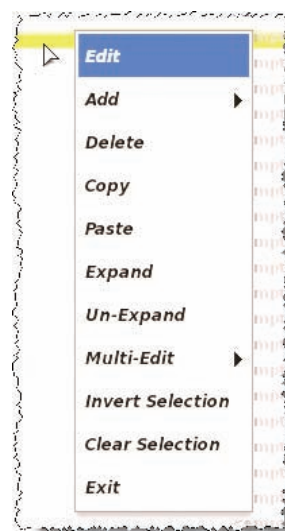 Edit
Add
Delete
Copy
Paste
Expand
Un-Expand
Multi-Edit
Invert Selection
Clear Selection
Exit